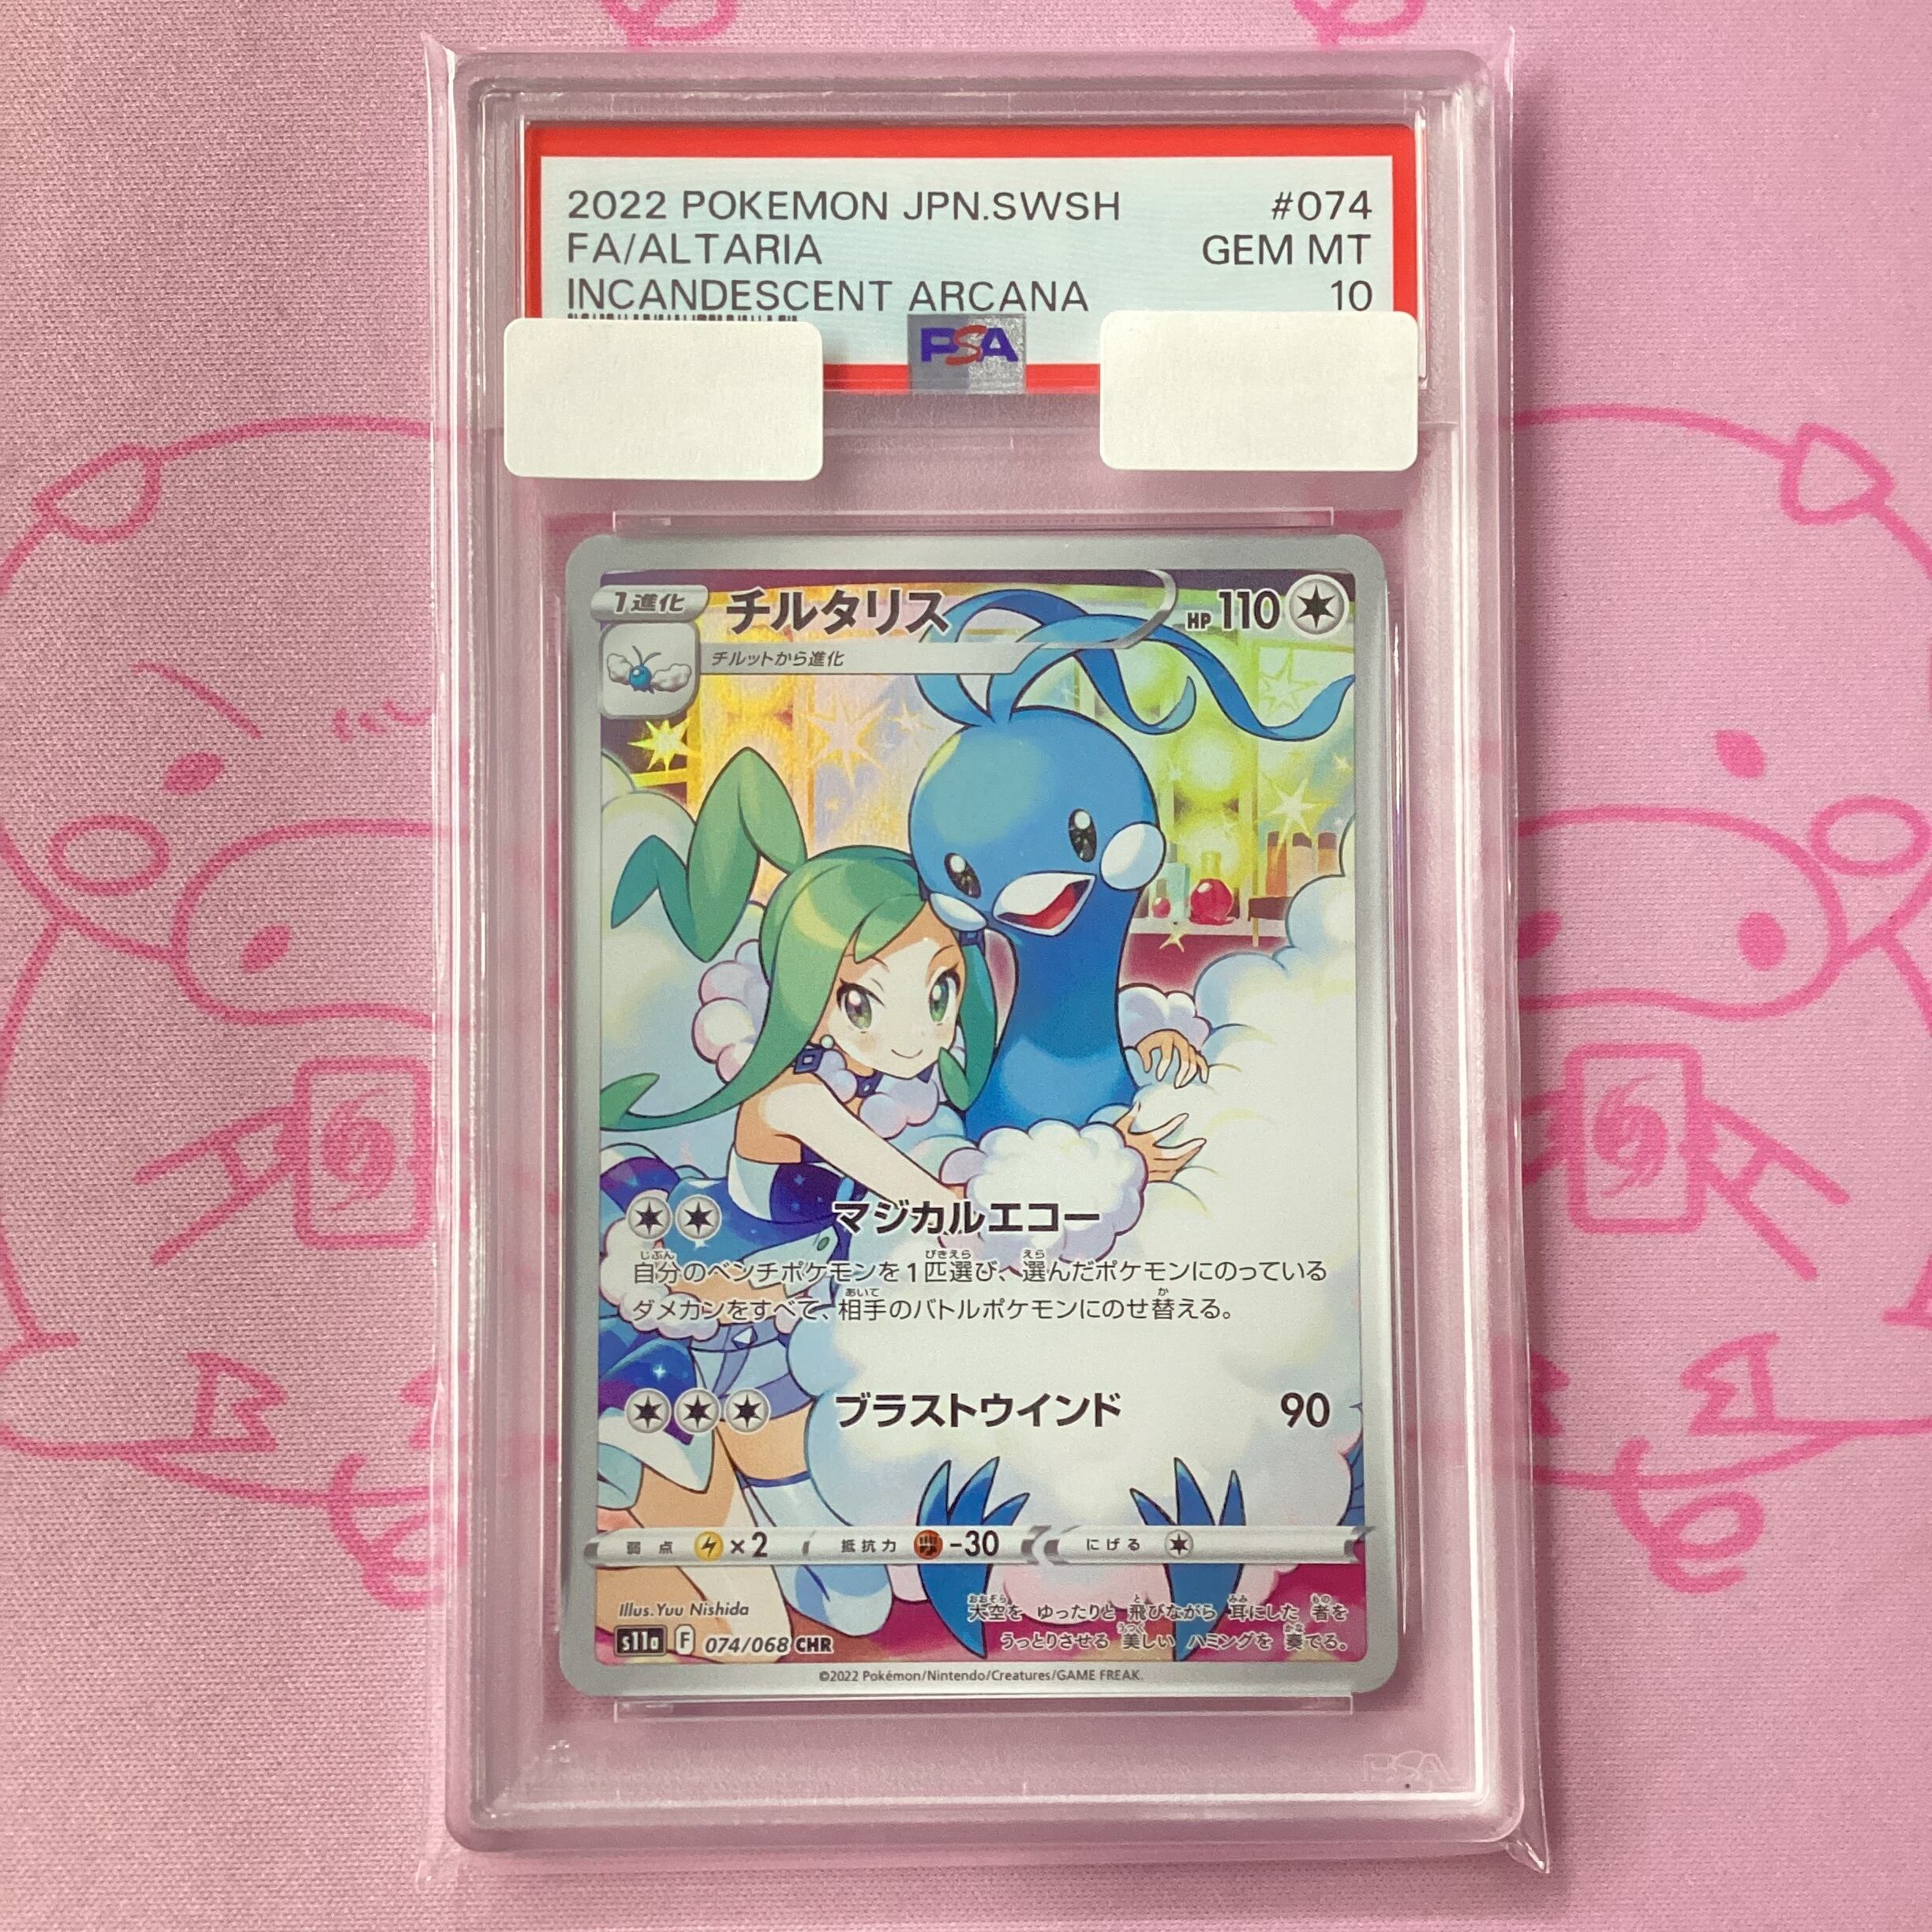 2022 POKEMON JPN.SWSH #074
FA/ALTARIA GEM MT
INCANDESCENT ARCANA 10
PSA
1進化 チルタリス HP110
チルットから進化
マジカルエコー
自分のベンチポケモンを1匹選び、選んだポケモンにのっている
ダメカンをすべて、相手のバトルポケモンにのせ替える。
ブラストウインド 90
弱点 ×2 抵抗力 -30 にげる
Illus.Yuu Nishida
大空を ゆったりと 飛びながら 耳にした 者を
うっとりさせる 美しい ハミングを 奏でる。
s11a F 074/068 CHR
©2022 Pokémon/Nintendo/Creatures/GAME FREAK.
PSA